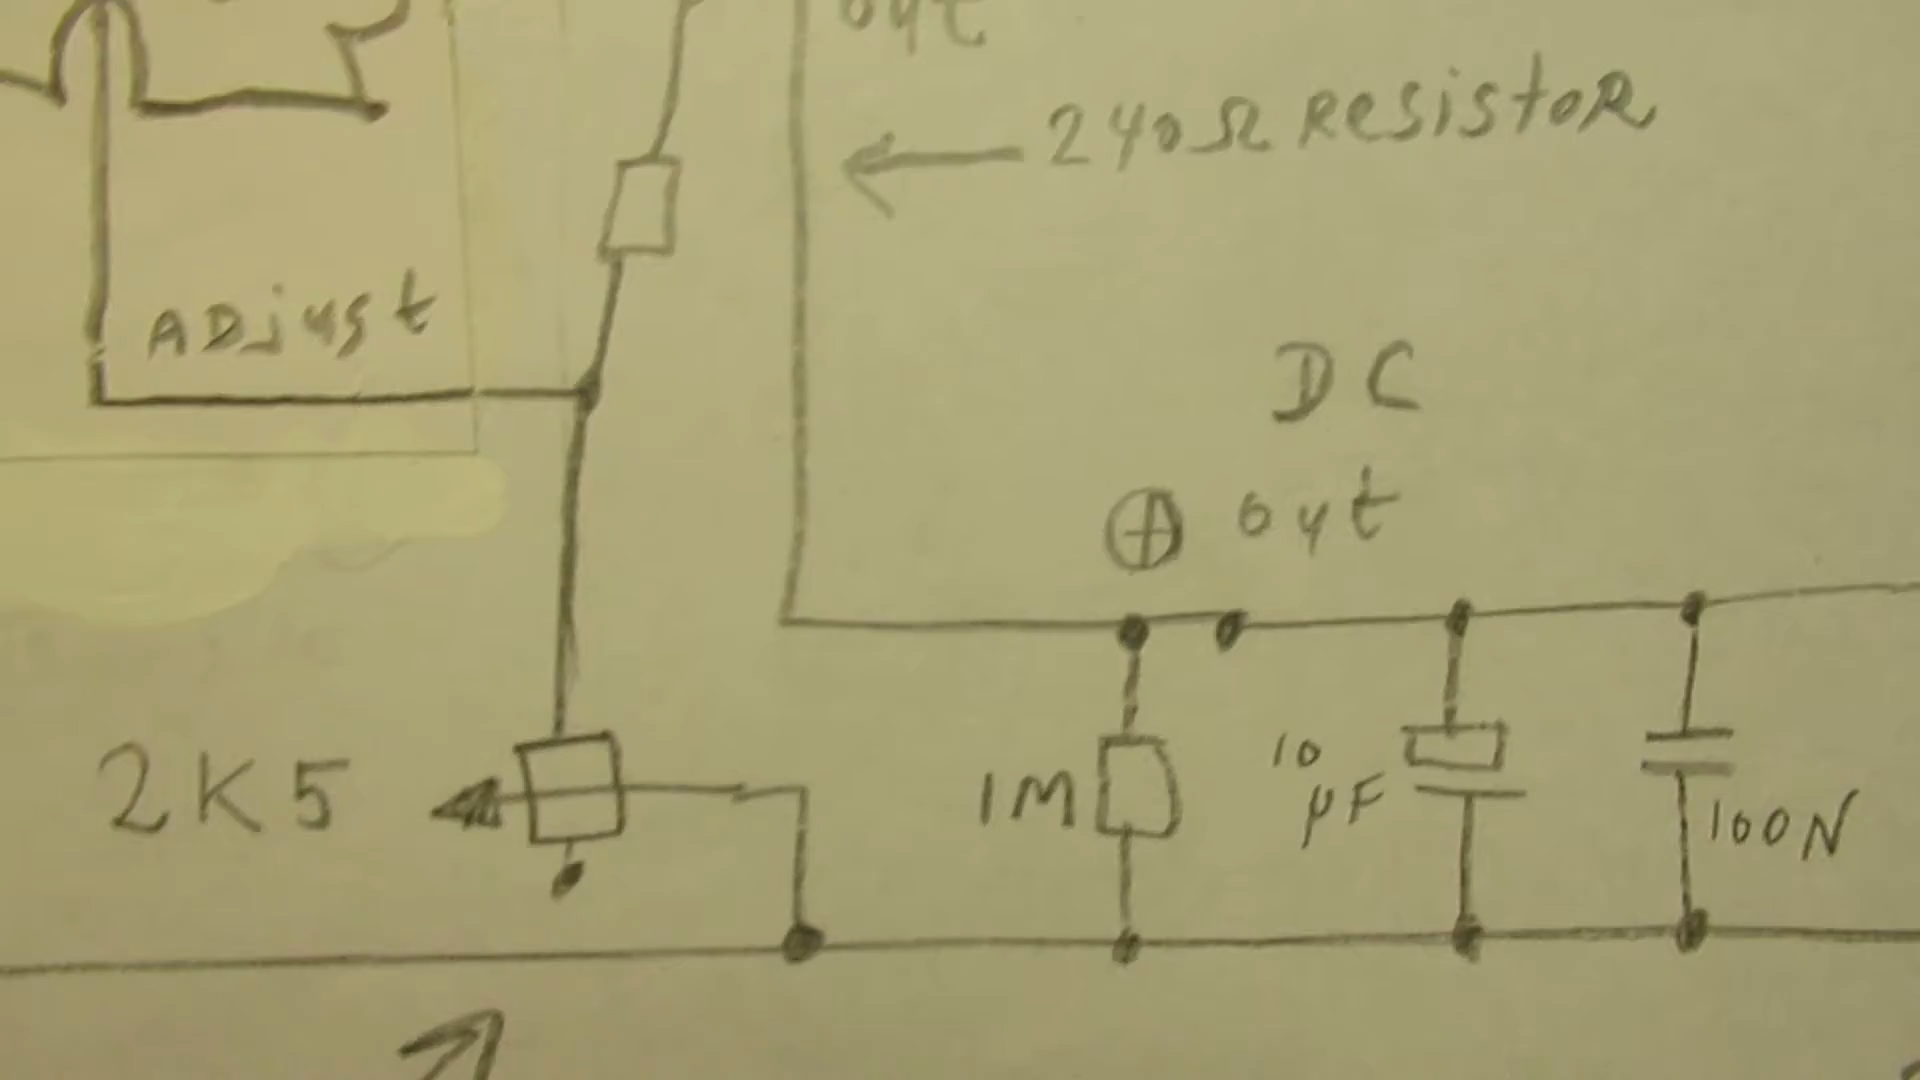 out
240Ω Resistor
ADjust
DC
⊕ out
2K5
1M
10
µF
100N